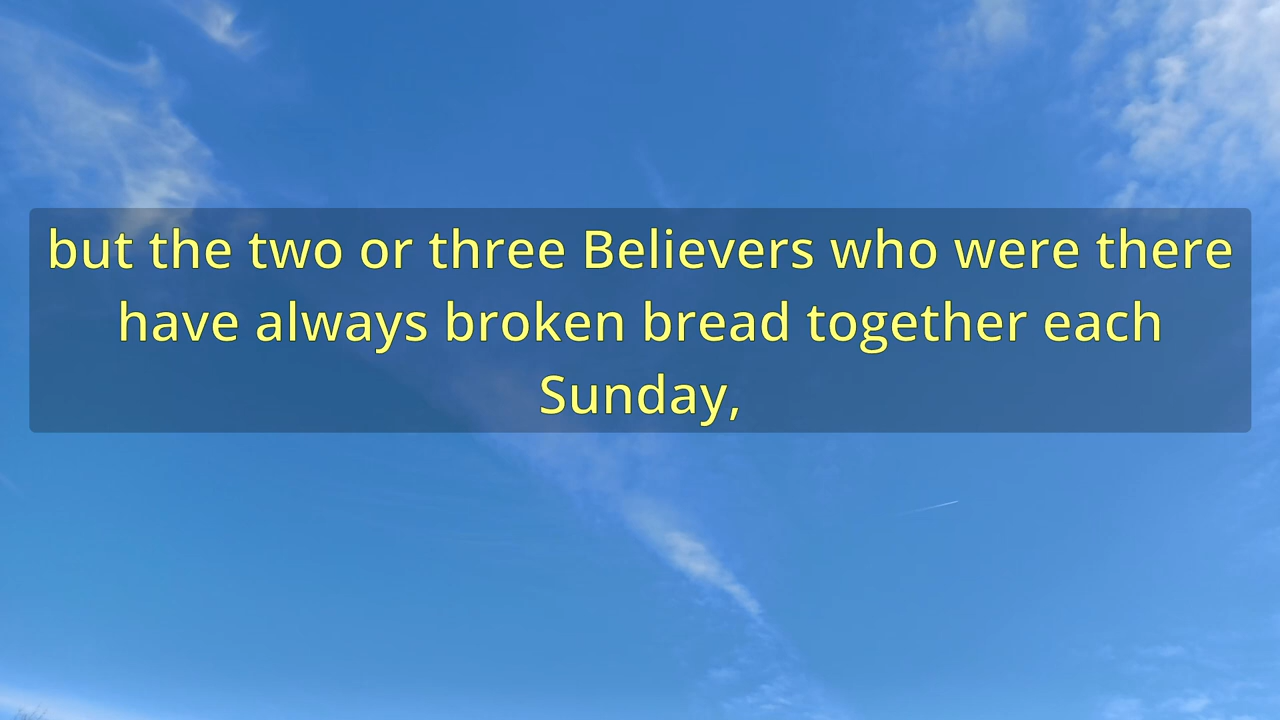 but the two or three Believers who were there
have always broken bread together each
Sunday,